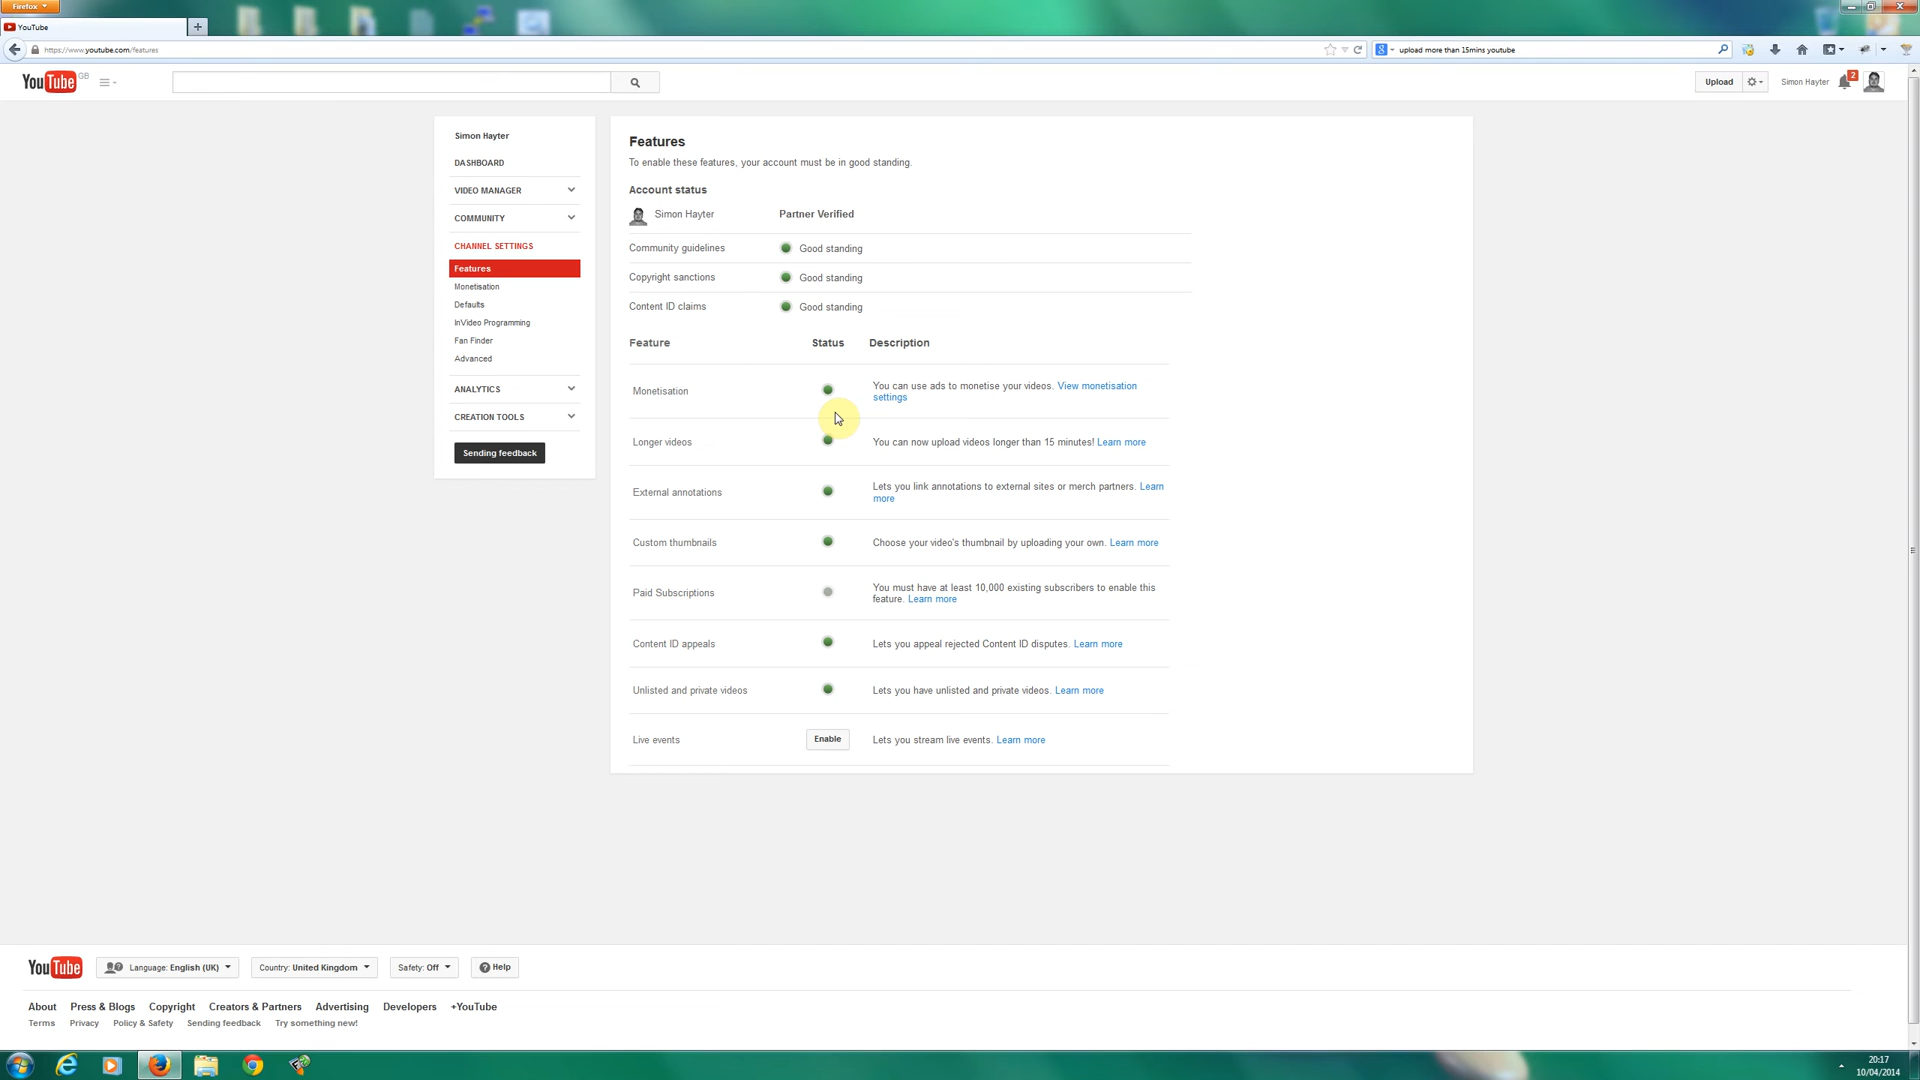 Firefox
YouTube
https://www.youtube.com/features
upload more than 15mins youtube
YouTube GB
Upload
Simon Hayter
2
Simon Hayter
DASHBOARD
VIDEO MANAGER
COMMUNITY
CHANNEL SETTINGS
Features
Monetisation
Defaults
InVideo Programming
Fan Finder
Advanced
ANALYTICS
CREATION TOOLS
Sending feedback
Features
To enable these features, your account must be in good standing.
Account status
Simon Hayter Partner Verified
Community guidelines Good standing
Copyright sanctions Good standing
Content ID claims Good standing
Feature Status Description
Monetisation You can use ads to monetise your videos. View monetisation
settings
Longer videos You can now upload videos longer than 15 minutes! Learn more
External annotations Lets you link annotations to external sites or merch partners. Learn
more
Custom thumbnails Choose your video's thumbnail by uploading your own. Learn more
Paid Subscriptions You must have at least 10,000 existing subscribers to enable this
feature. Learn more
Content ID appeals Lets you appeal rejected Content ID disputes. Learn more
Unlisted and private videos Lets you have unlisted and private videos. Learn more
Live events Enable Lets you stream live events. Learn more
YouTube Language: English (UK) Country: United Kingdom Safety: Off Help
About Press & Blogs Copyright Creators & Partners Advertising Developers +YouTube
Terms Privacy Policy & Safety Sending feedback Try something new!
20:17
10/04/2014